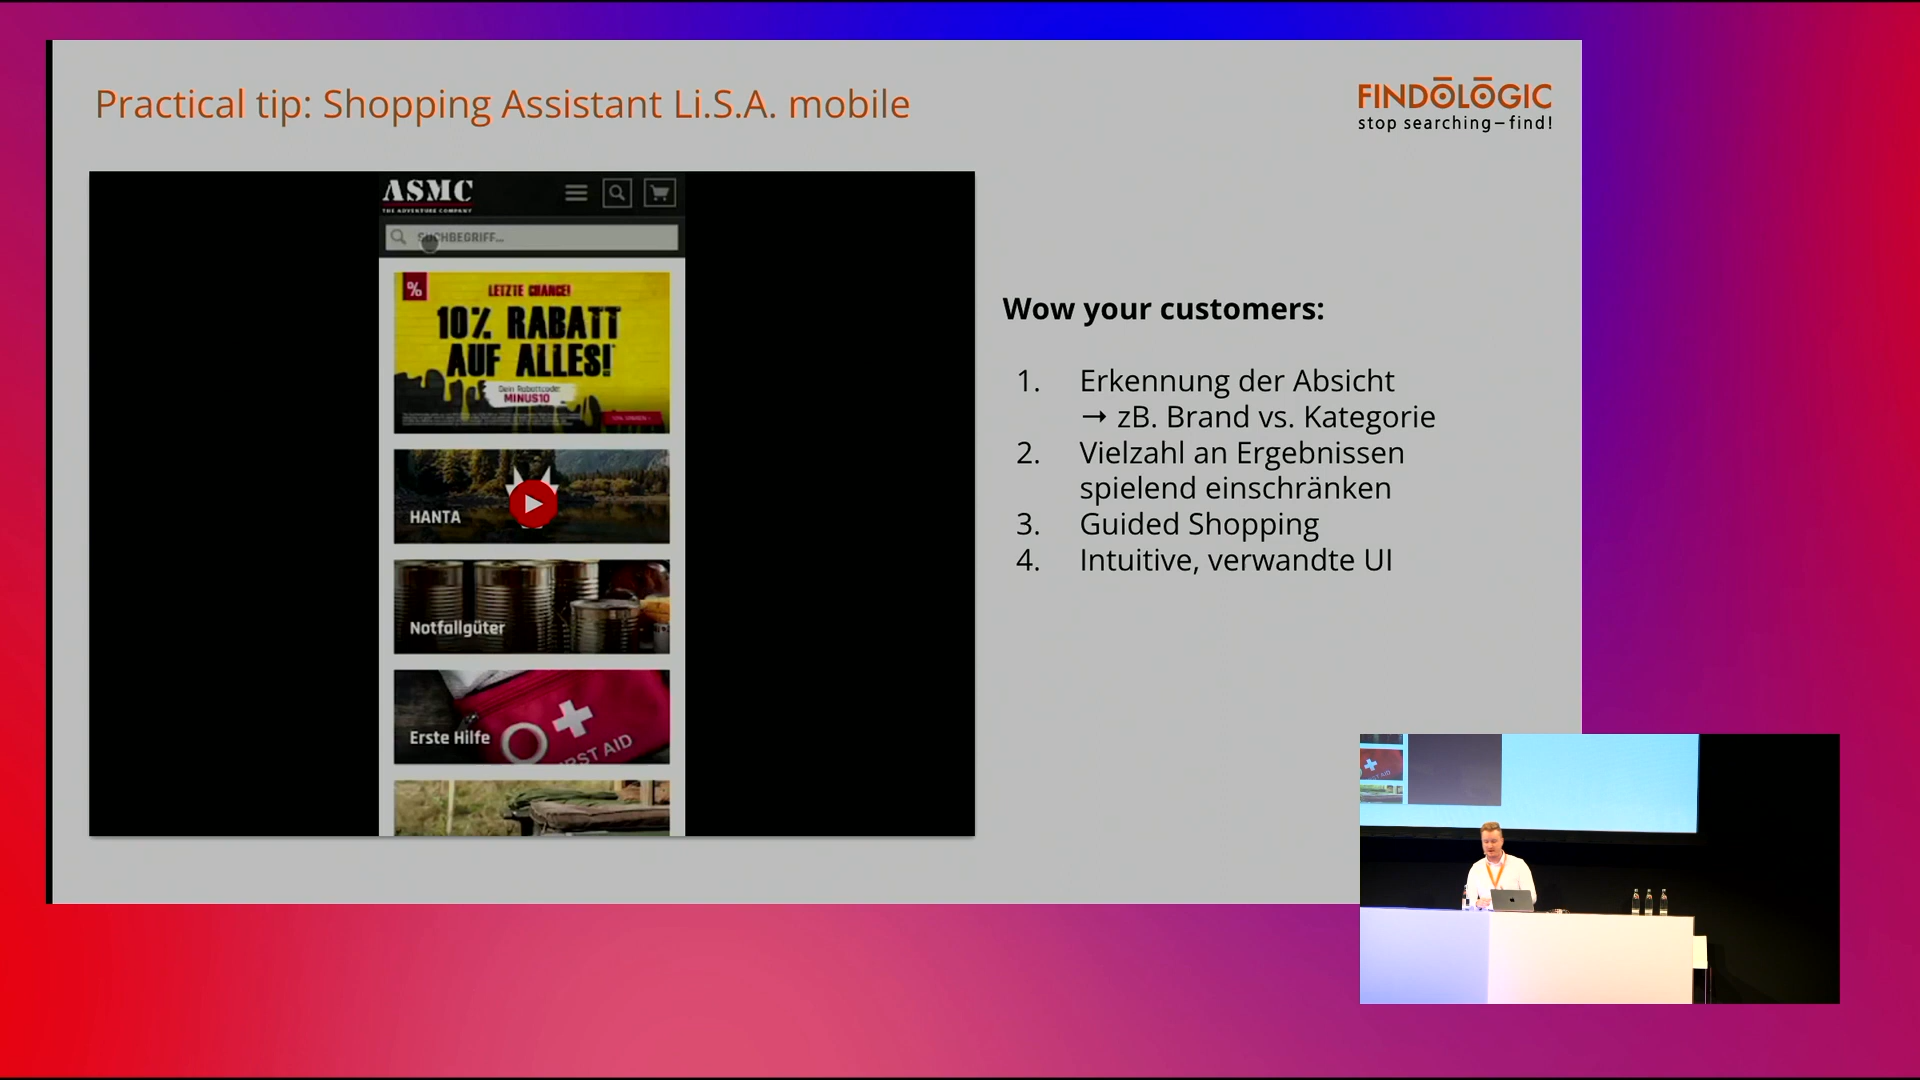 Practical tip: Shopping Assistant Li.S.A. mobile
FINDŌLŌGIC
stop searching–find!
ASMC
THE ADVENTURE COMPANY
SUCHBEGRIFF...
%
LETZTE CHANCE!
10% RABATT
AUF ALLES!
Dein Rabattcode:
MINUS10
HANTA
Notfallgüter
Erste Hilfe
FIRST AID
Wow your customers:
1. Erkennung der Absicht
→ zB. Brand vs. Kategorie
2. Vielzahl an Ergebnissen
spielend einschränken
3. Guided Shopping
4. Intuitive, verwandte UI